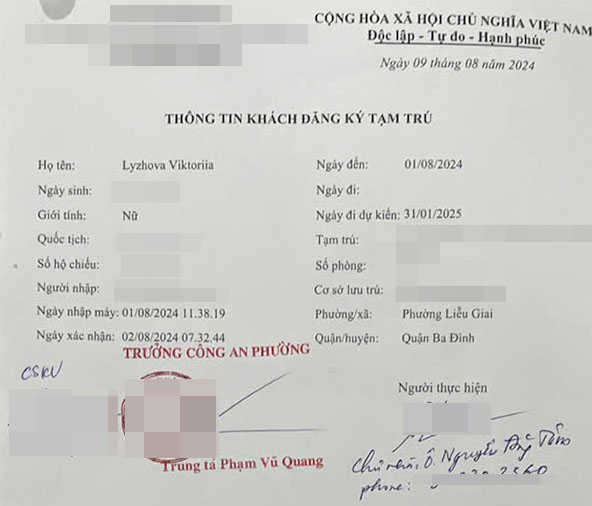 CỘNG HÒA XÃ HỘI CHỦ NGHĨA VIỆT NAM
Độc lập - Tự do - Hạnh phúc
Ngày 09 tháng 08 năm 2024
THÔNG TIN KHÁCH ĐĂNG KÝ TẠM TRÚ
Họ tên: Lyzhova Viktoriia
Ngày đến: 01/08/2024
Ngày sinh:
Ngày đi:
Giới tính: Nữ
Ngày đi dự kiến: 31/01/2025
Quốc tịch:
Tạm trú:
Số hộ chiếu:
Số phòng:
Người nhập:
Cơ sở lưu trú:
Ngày nhập máy: 01/08/2024 11.38.19
Phường/xã: Phường Liễu Giai
Ngày xác nhận: 02/08/2024 07.32.44
Quận/huyện: Quận Ba Đình
TRƯỞNG CÔNG AN PHƯỜNG
CSKV
Người thực hiện
Trung tá Phạm Vũ Quang
Chủ nhà: Ô. Nguyễn
phone: